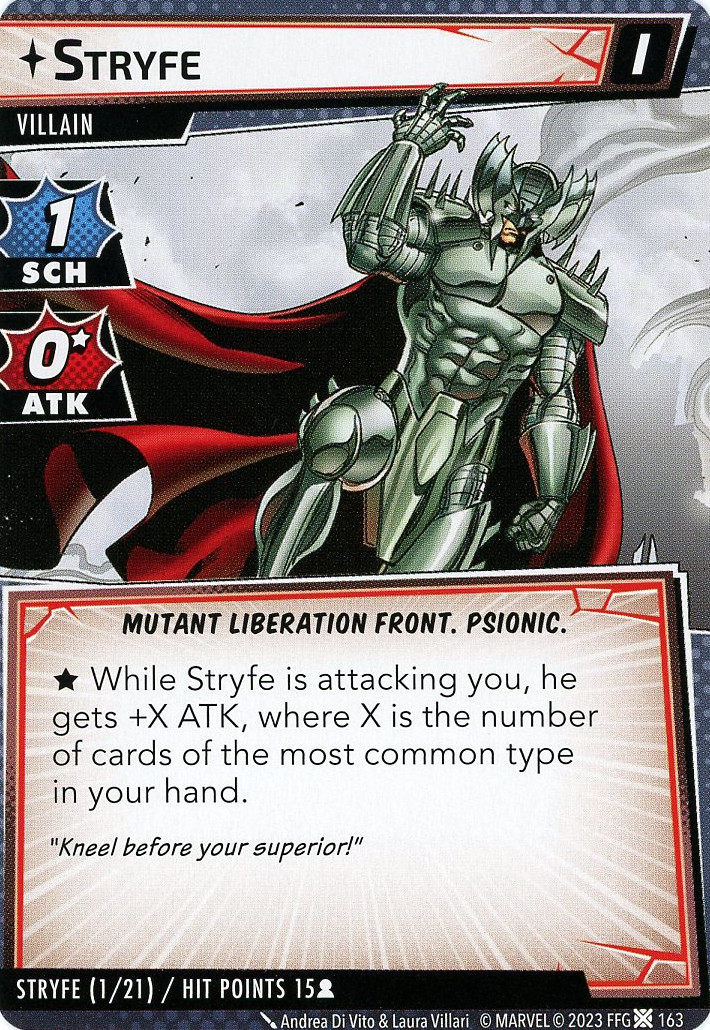 STRYFE
I
VILLAIN
1
SCH
0
ATK
MUTANT LIBERATION FRONT. PSIONIC.
★ While Stryfe is attacking you, he
gets +X ATK, where X is the number
of cards of the most common type
in your hand.
"Kneel before your superior!"
STRYFE (1/21) / HIT POINTS 15
Andrea Di Vito & Laura Villari © MARVEL © 2023 FFG 163